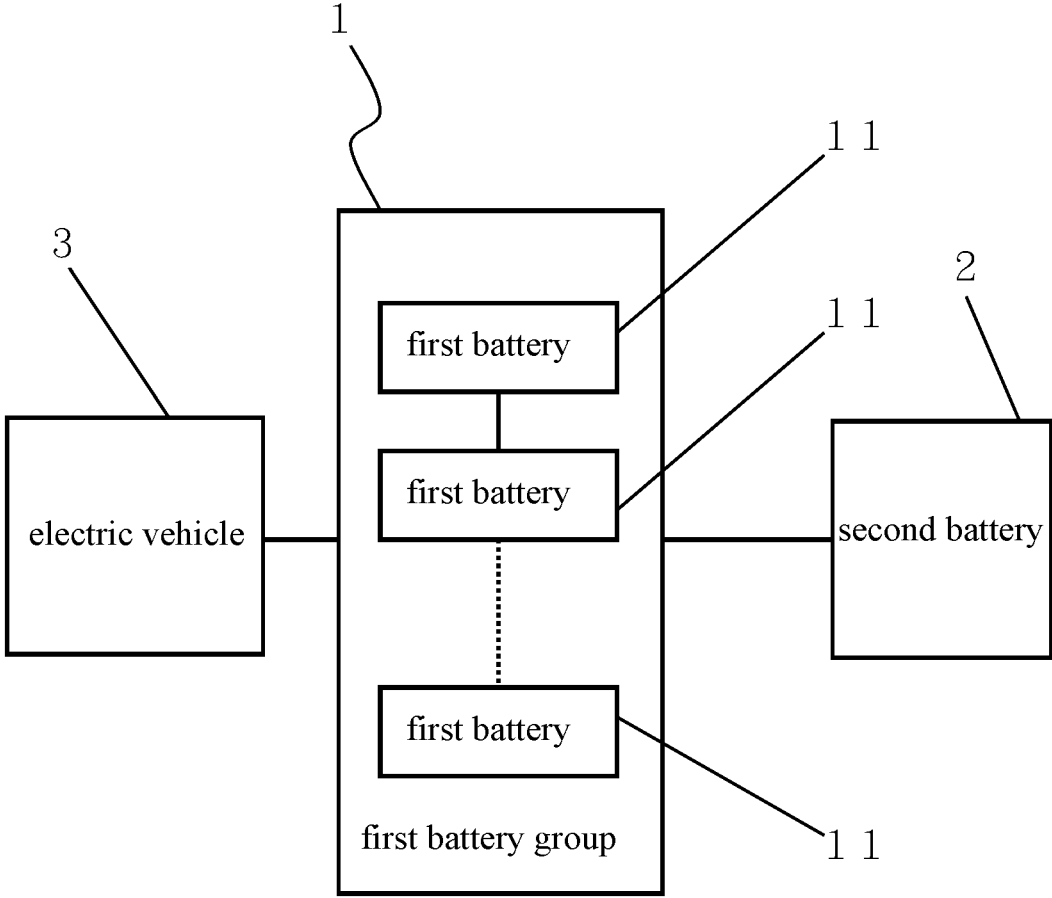 1
1 1
3
2
1 1
first battery
first battery
electric vehicle
second battery
first battery
first battery group
1 1